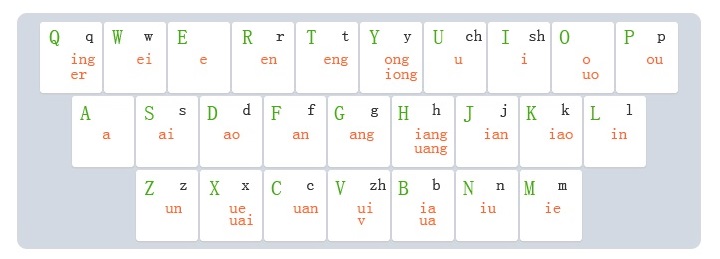 Q q W w E R r T t Y y U ch I sh O P p
ing ei e en eng ong u i o ou
er iong uo
A S s D d F f G g H h J j K k L l
a ai ao an ang iang ian iao in
uang
Z z X x C c V zh B b N n M m
un ue uan ui ia iu ie
uai v ua